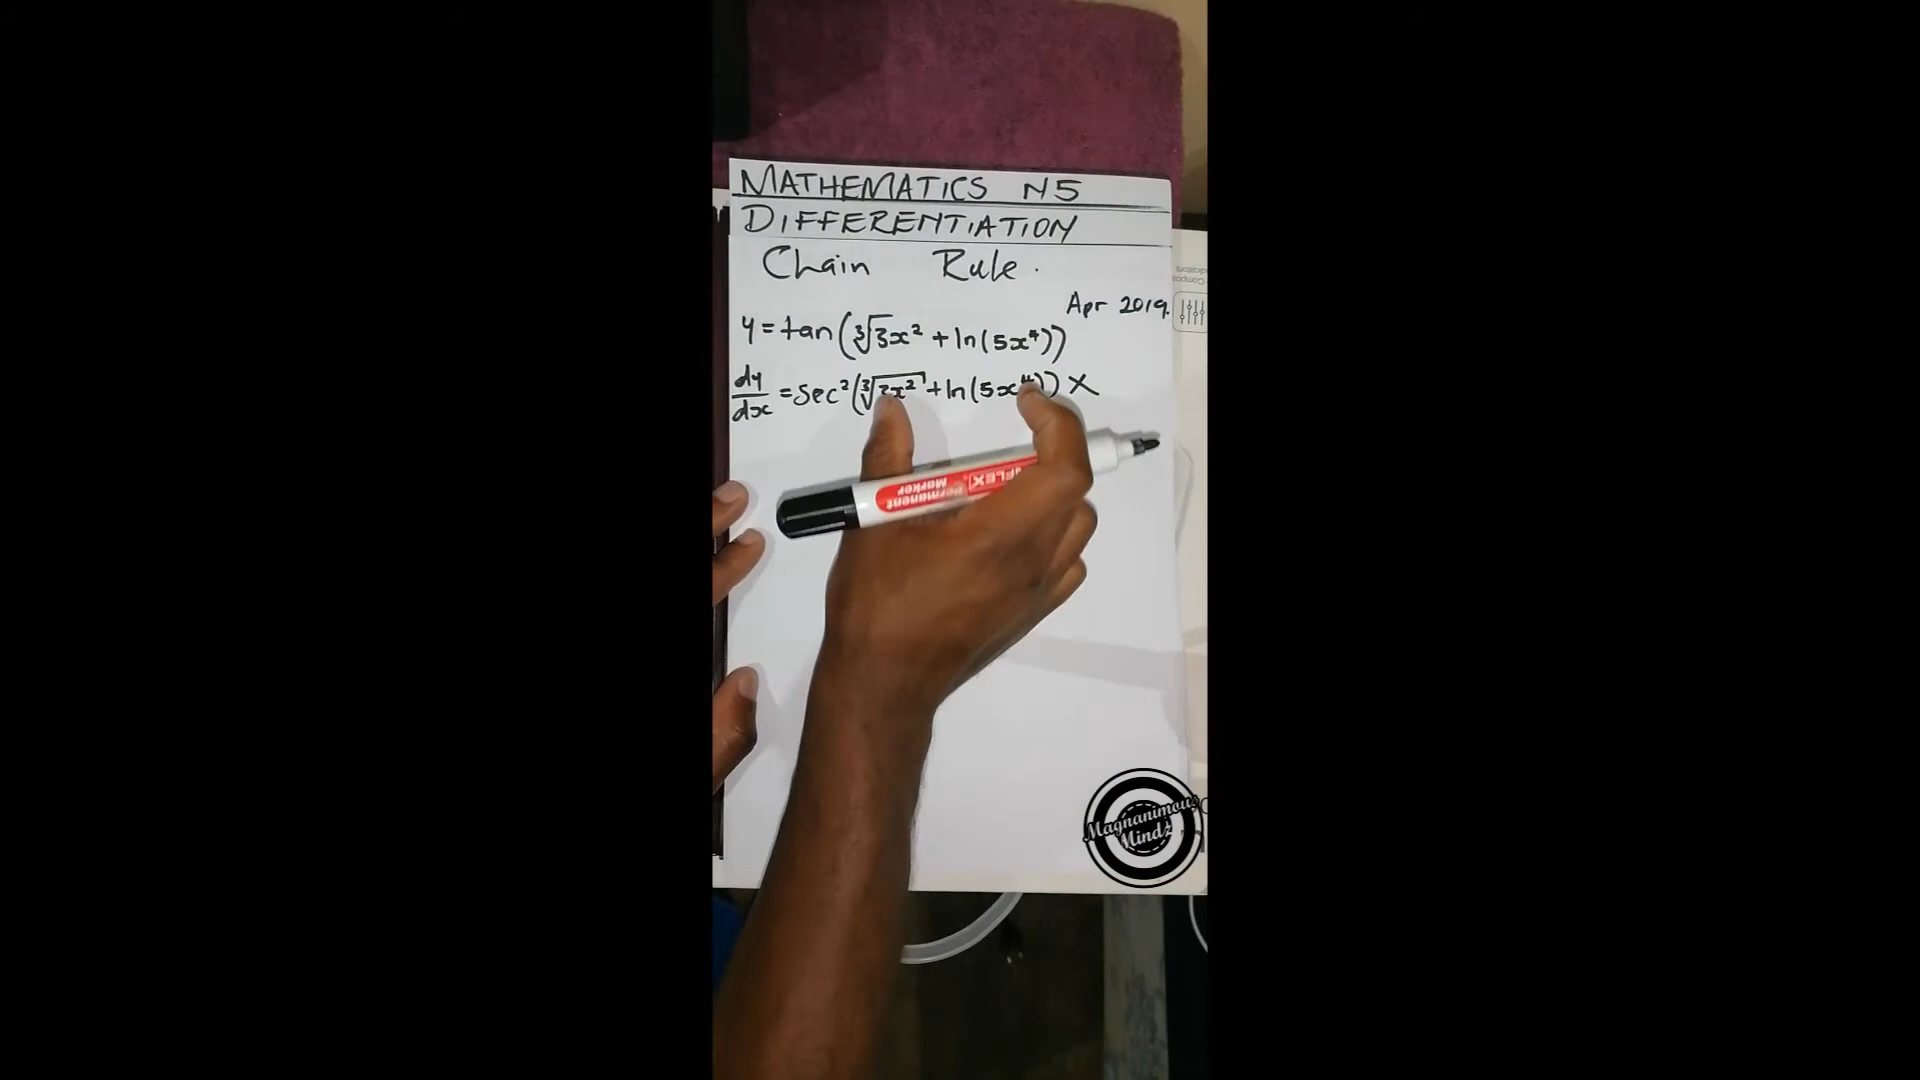 MATHEMATICS N5
DIFFERENTIATION
Chain Rule.
Apr 2019.
y = tan(∛3x² + ln(5x⁴))
dy/dx = sec²(∛3x² + ln(5x⁴)) ×
FLEX
Permanent
Marker
Magnanimous
Mindz